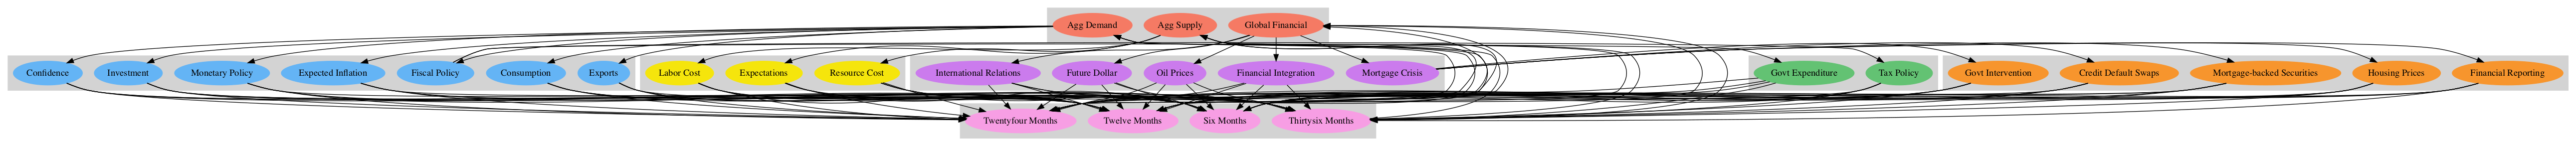 Agg Demand
Agg Supply
Global Financial
Confidence
Investment
Monetary Policy
Expected Inflation
Fiscal Policy
Consumption
Exports
Labor Cost
Expectations
Resource Cost
International Relations
Future Dollar
Oil Prices
Financial Integration
Mortgage Crisis
Govt Expenditure
Tax Policy
Govt Intervention
Credit Default Swaps
Mortgage-backed Securities
Housing Prices
Financial Reporting
Twentyfour Months
Twelve Months
Six Months
Thirtysix Months